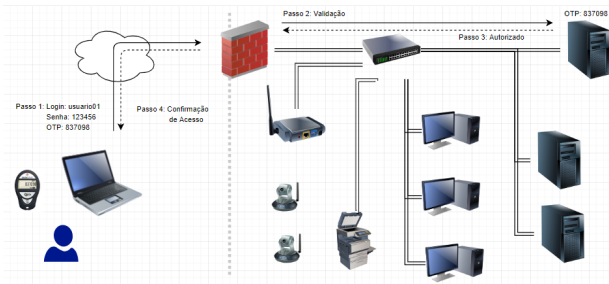 Passo 2: Validação
OTP: 837098
Passo 3: Autorizado
Passo 1: Login: usuario01
Senha: 123456
OTP: 837098
Passo 4: Confirmação
de Acesso